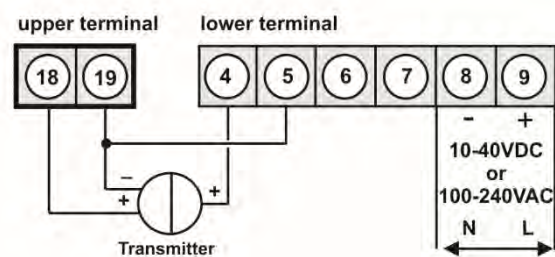 upper terminal lower terminal
18 19 4 5 6 7 8 9
- +
10-40VDC
or
100-240VAC
N L
–
+ +
Transmitter